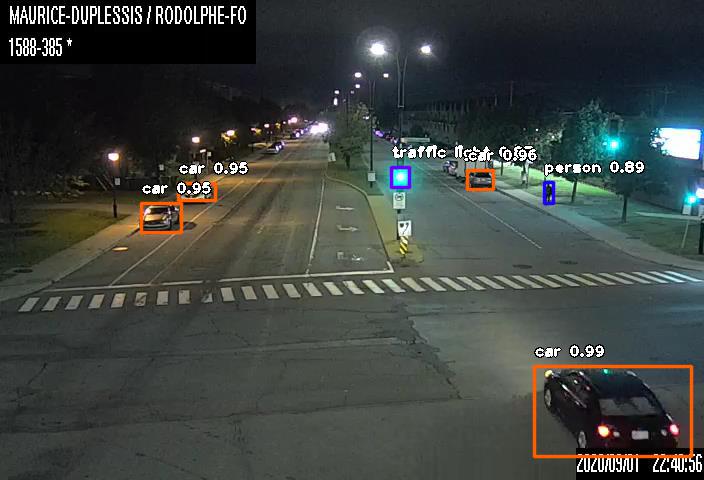 MAURICE-DUPLESSIS / RODOLPHE-FO
1588-385 *
car 0.95
car 0.95
car 0.96
person 0.89
car 0.99
2020/09/01 22:40:56